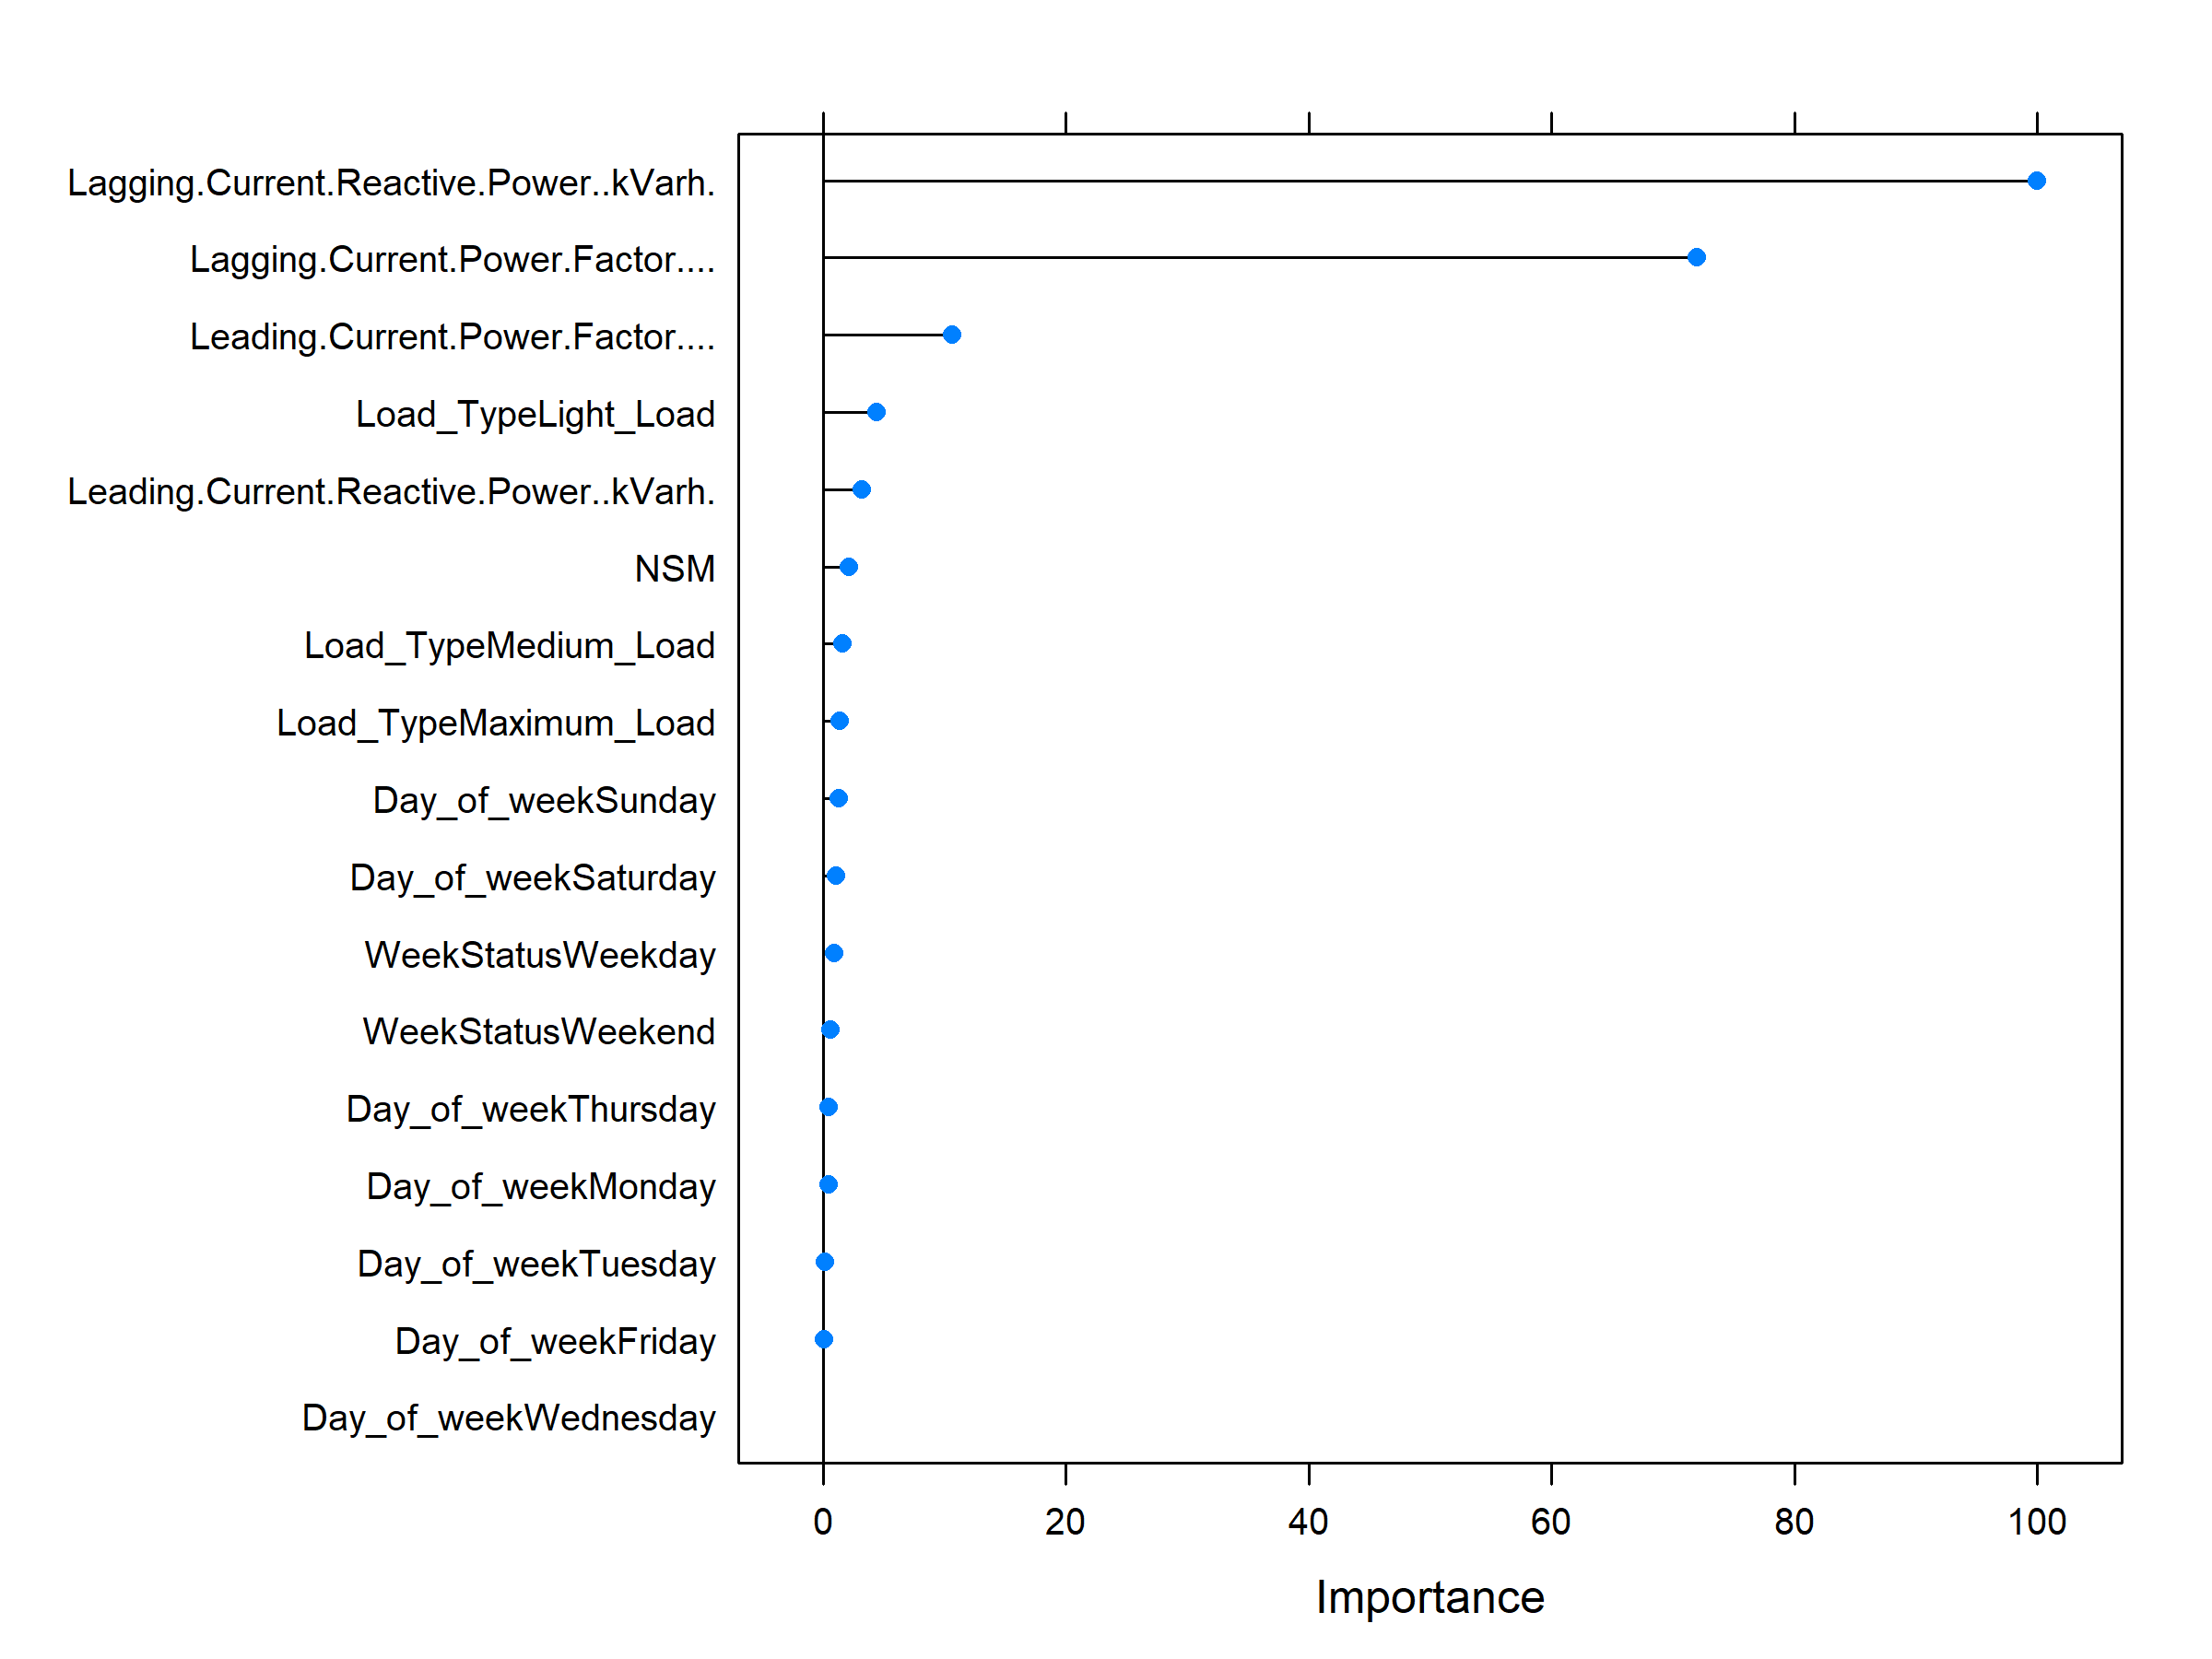 Lagging.Current.Reactive.Power..kVarh.
Lagging.Current.Power.Factor....
Leading.Current.Power.Factor....
Load_TypeLight_Load
Leading.Current.Reactive.Power..kVarh.
NSM
Load_TypeMedium_Load
Load_TypeMaximum_Load
Day_of_weekSunday
Day_of_weekSaturday
WeekStatusWeekday
WeekStatusWeekend
Day_of_weekThursday
Day_of_weekMonday
Day_of_weekTuesday
Day_of_weekFriday
Day_of_weekWednesday
0 20 40 60 80 100
Importance